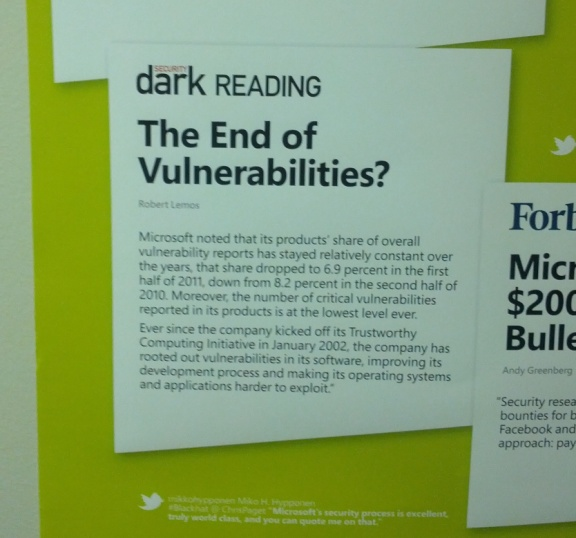 SECURITY
dark READING
The End of
Vulnerabilities?
Robert Lemos
Microsoft noted that its products' share of overall
vulnerability reports has stayed relatively constant over
the years, that share dropped to 6.9 percent in the first
half of 2011, down from 8.2 percent in the second half of
2010. Moreover, the number of critical vulnerabilities
reported in its products is at the lowest level ever.
Ever since the company kicked off its Trustworthy
Computing Initiative in January 2002, the company has
rooted out vulnerabilities in its software, improving its
development process and making its operating systems
and applications harder to exploit."
mikkohypponen Mikko H. Hypponen
#BlackHat @ChrisPaget "Microsoft's security process is excellent,
truly world class, and you can quote me on that."
Forb
Micr
$200
Bulle
Andy Greenberg
"Security resea
bounties for b
Facebook and
approach: pay